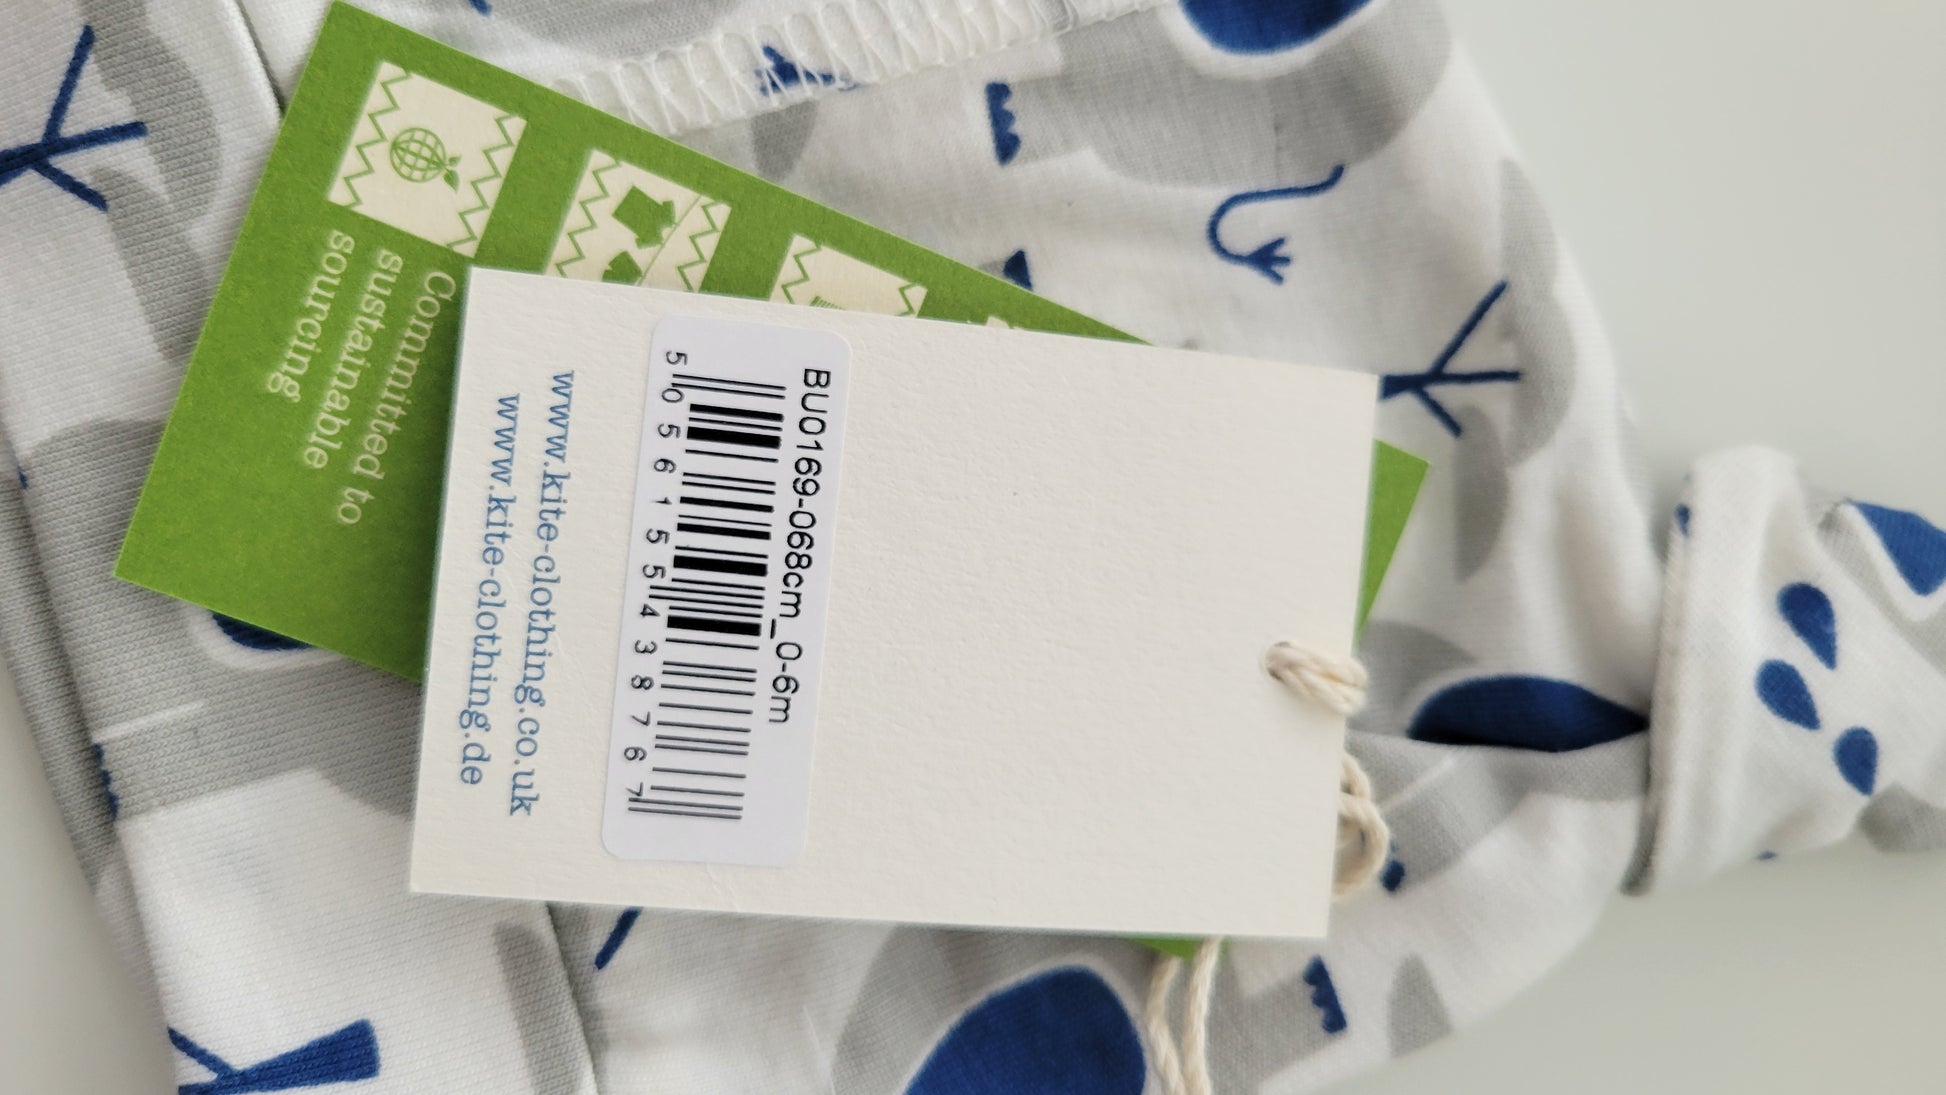 BU0169-068cm_0-6m
5 056155 438767
www.kite-clothing.co.uk
www.kite-clothing.de
Committed to
sustainable
sourcing